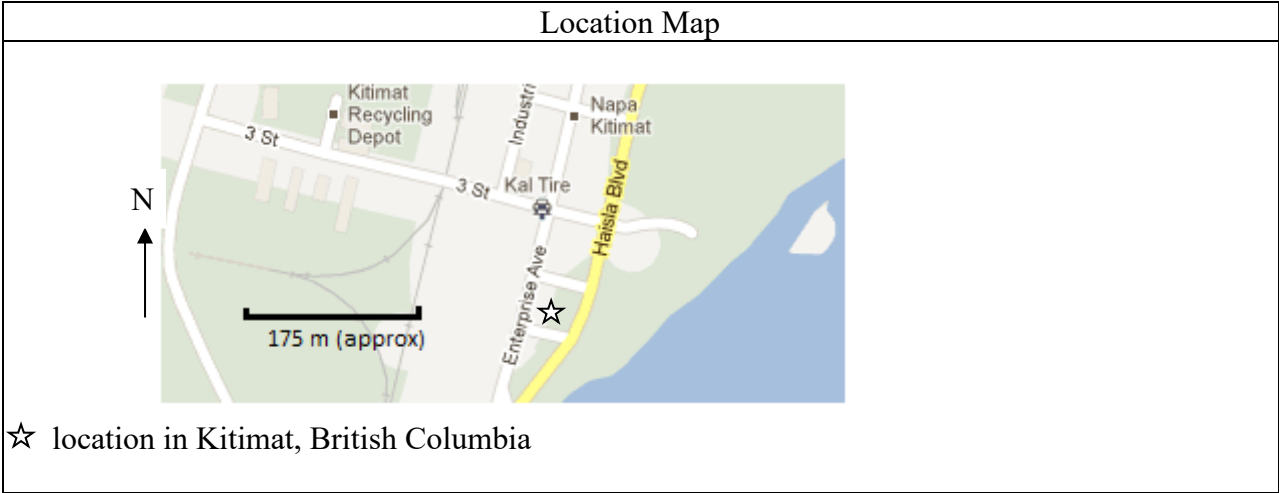 Location Map
Kitimat
Recycling
Depot
Industri
Napa
Kitimat
3 St
3 St
Kal Tire
Haisla Blvd
N
Enterprise Ave
175 m (approx)
☆ location in Kitimat, British Columbia